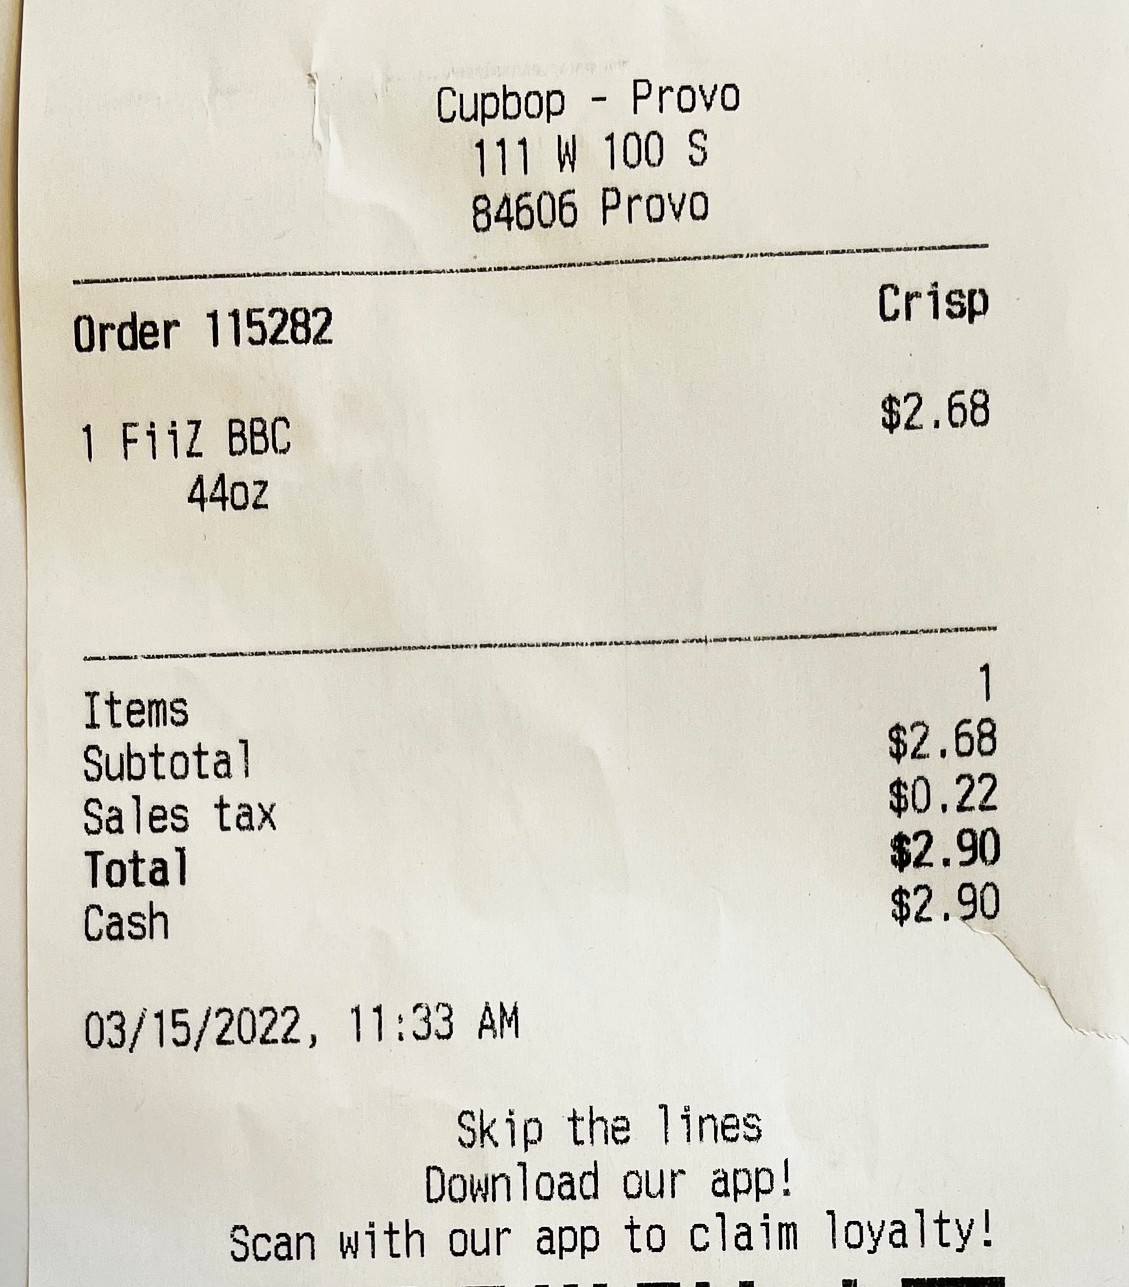 Cupbop - Provo
111 W 100 S
84606 Provo
Order 115282 Crisp
1 FiiZ BBC $2.68
44oz
Items 1
Subtotal $2.68
Sales tax $0.22
Total $2.90
Cash $2.90
03/15/2022, 11:33 AM
Skip the lines
Download our app!
Scan with our app to claim loyalty!